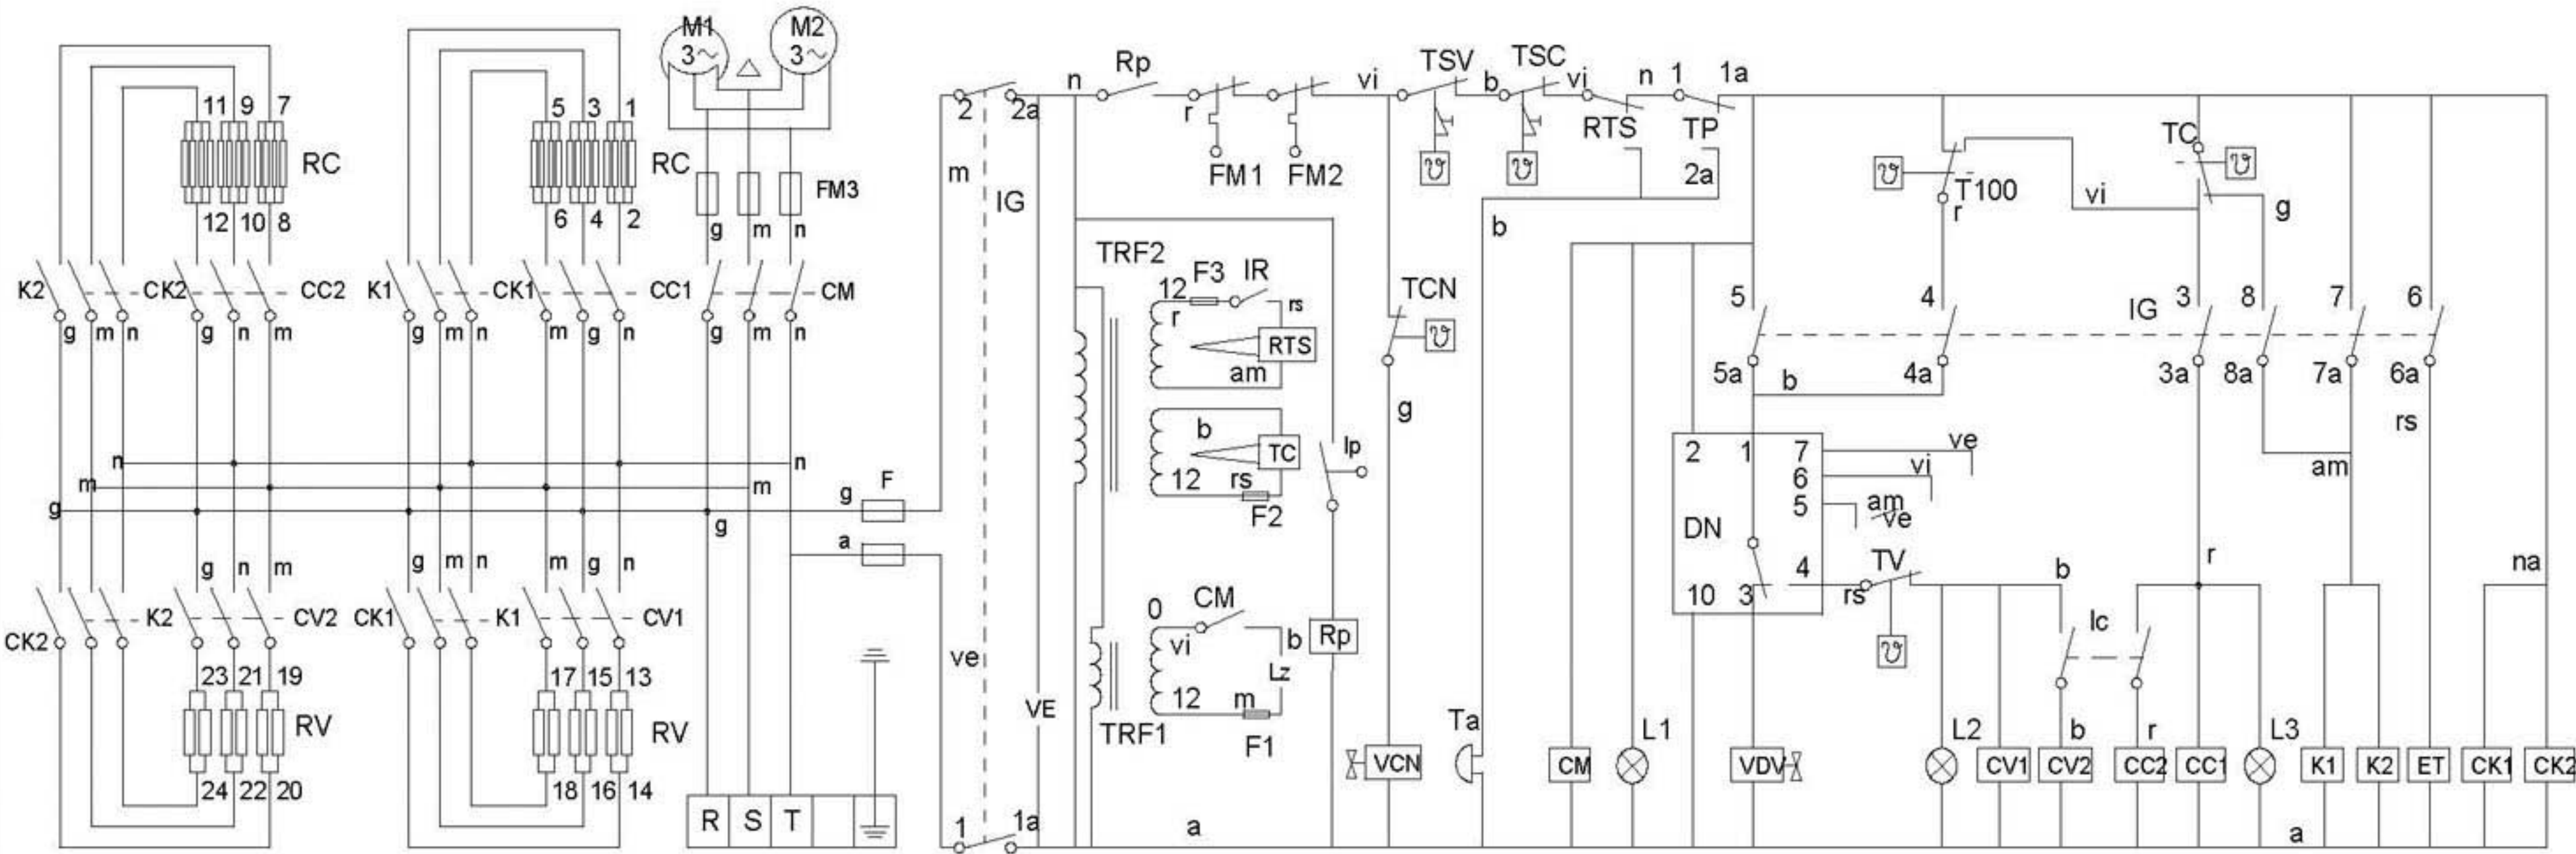 M1 M2
3~ 3~
Rp TSV TSC
n vi b vi n 1 1a
11 9 7 5 3 1
2 2a r RTS TP TC
RC RC FM3 m IG FM1 FM2 ϑ ϑ 2a ϑ T100 ϑ
12 10 8 6 4 2 r vi g
g m n b
TRF2
F3 IR
K2 CK2 CC2 K1 CK1 CC1 CM 12 TCN 5 4 IG 3 8 7 6
g m n g n m g m n m g n g m n r rs ϑ
RTS
am 5a b 4a 3a 8a 7a 6a
g rs
b TC Ip 2 1 7 ve
n n 12 rs 6 vi am
m m F2 5 am
g g g F DN ve
a
g n m g m n m g n TV b r na
4
0 CM 10 3 rs
CK2 K2 CV2 CK1 K1 CV1 vi b Rp Ic
ve ϑ
23 21 19 17 15 13 Lz
12 m
RV RV VE TRF1 F1 Ta L1 L2 b r L3
VCN CM VDV CV1 CV2 CC2 CC1 K1 K2 ET CK1 CK2
24 22 20 18 16 14
R S T 1 1a a a